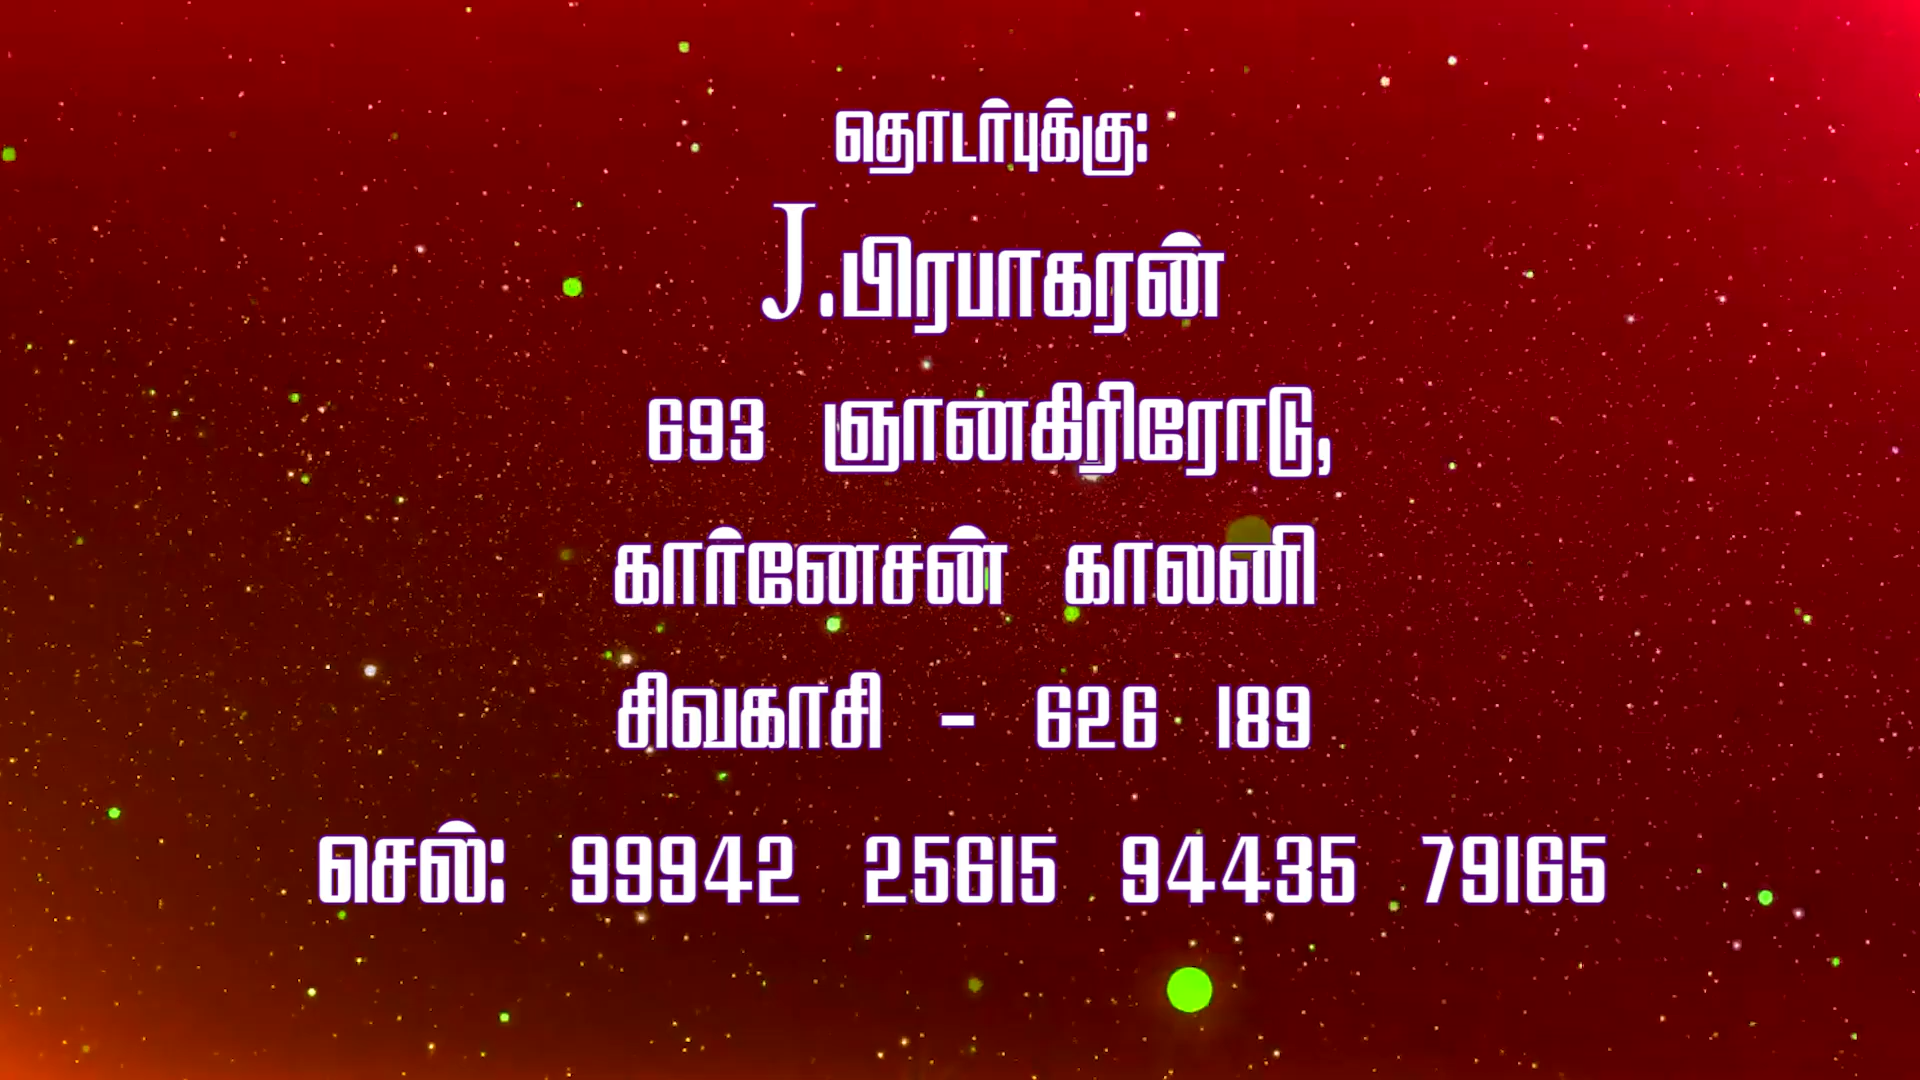 தொடர்புக்கு:
J.பிரபாகரன்
693 ஞானகிரிரோடு,
கார்னேசன் காலனி
சிவகாசி - 626 189
செல்: 99942 25615 94435 79165